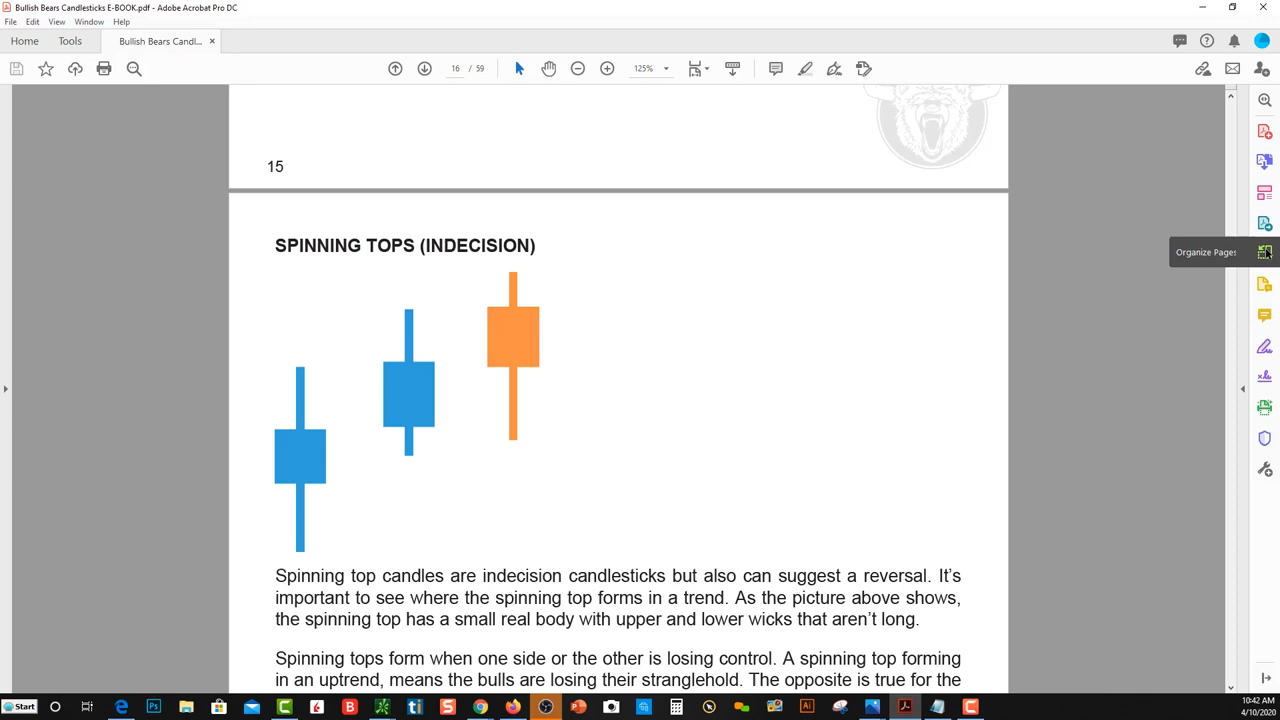 Bullish Bears Candlesticks E-BOOK.pdf - Adobe Acrobat Pro DC
File Edit View Window Help
Home Tools Bullish Bears Candl... ×
16 / 59 125%
15
SPINNING TOPS (INDECISION)
Organize Pages
Spinning top candles are indecision candlesticks but also can suggest a reversal. It's
important to see where the spinning top forms in a trend. As the picture above shows,
the spinning top has a small real body with upper and lower wicks that aren't long.
Spinning tops form when one side or the other is losing control. A spinning top forming
in an uptrend, means the bulls are losing their stranglehold. The opposite is true for the
Start
10:42 AM
4/10/2020